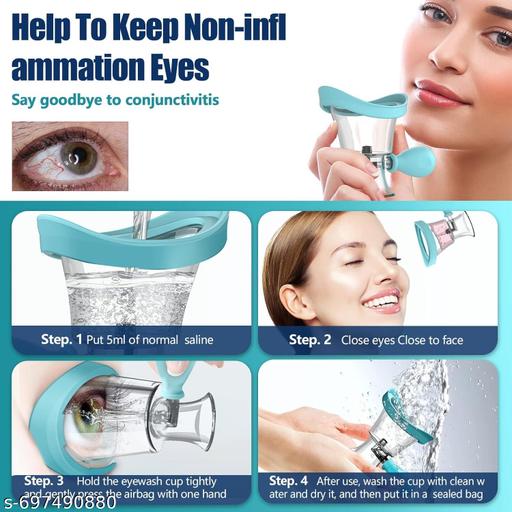 Help To Keep Non-infl
ammation Eyes
Say goodbye to conjunctivitis
Step. 1 Put 5ml of normal saline
Step. 2 Close eyes Close to face
Step. 3 Hold the eyewash cup tightly
and gently press the airbag with one hand
Step. 4 After use, wash the cup with clean w
ater and dry it, and then put it in a sealed bag
s-697490880